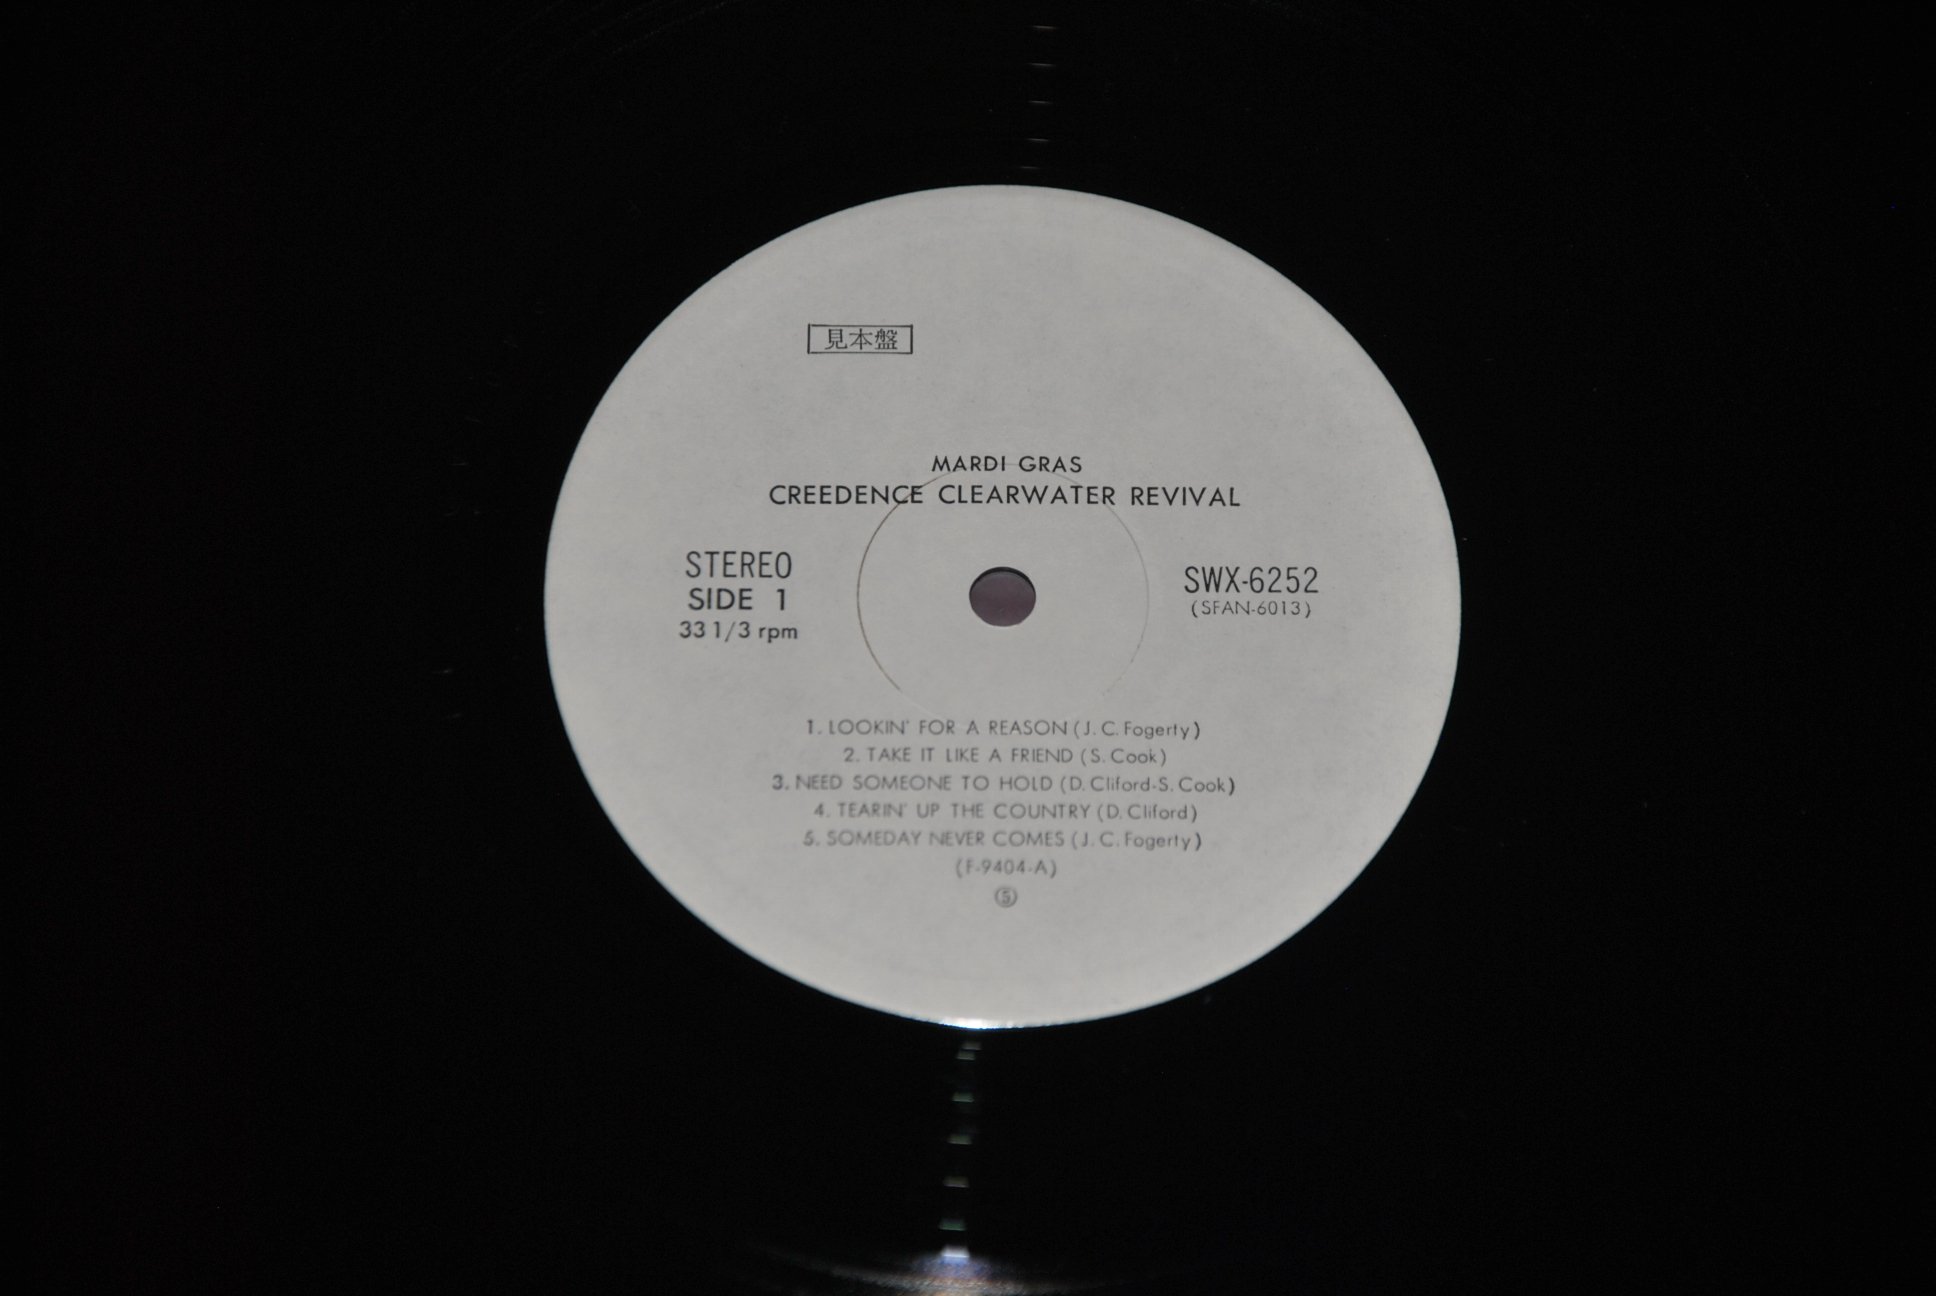 見本盤
MARDI GRAS
CREEDENCE CLEARWATER REVIVAL
STEREO
SIDE 1
33 1/3 rpm
SWX-6252
(SFAN-6013)
1. LOOKIN' FOR A REASON (J. C. Fogerty)
2. TAKE IT LIKE A FRIEND (S. Cook)
3. NEED SOMEONE TO HOLD (D. Cliford-S. Cook)
4. TEARIN' UP THE COUNTRY (D. Cliford)
5. SOMEDAY NEVER COMES (J. C. Fogerty)
(F-9404-A)
Ⓢ